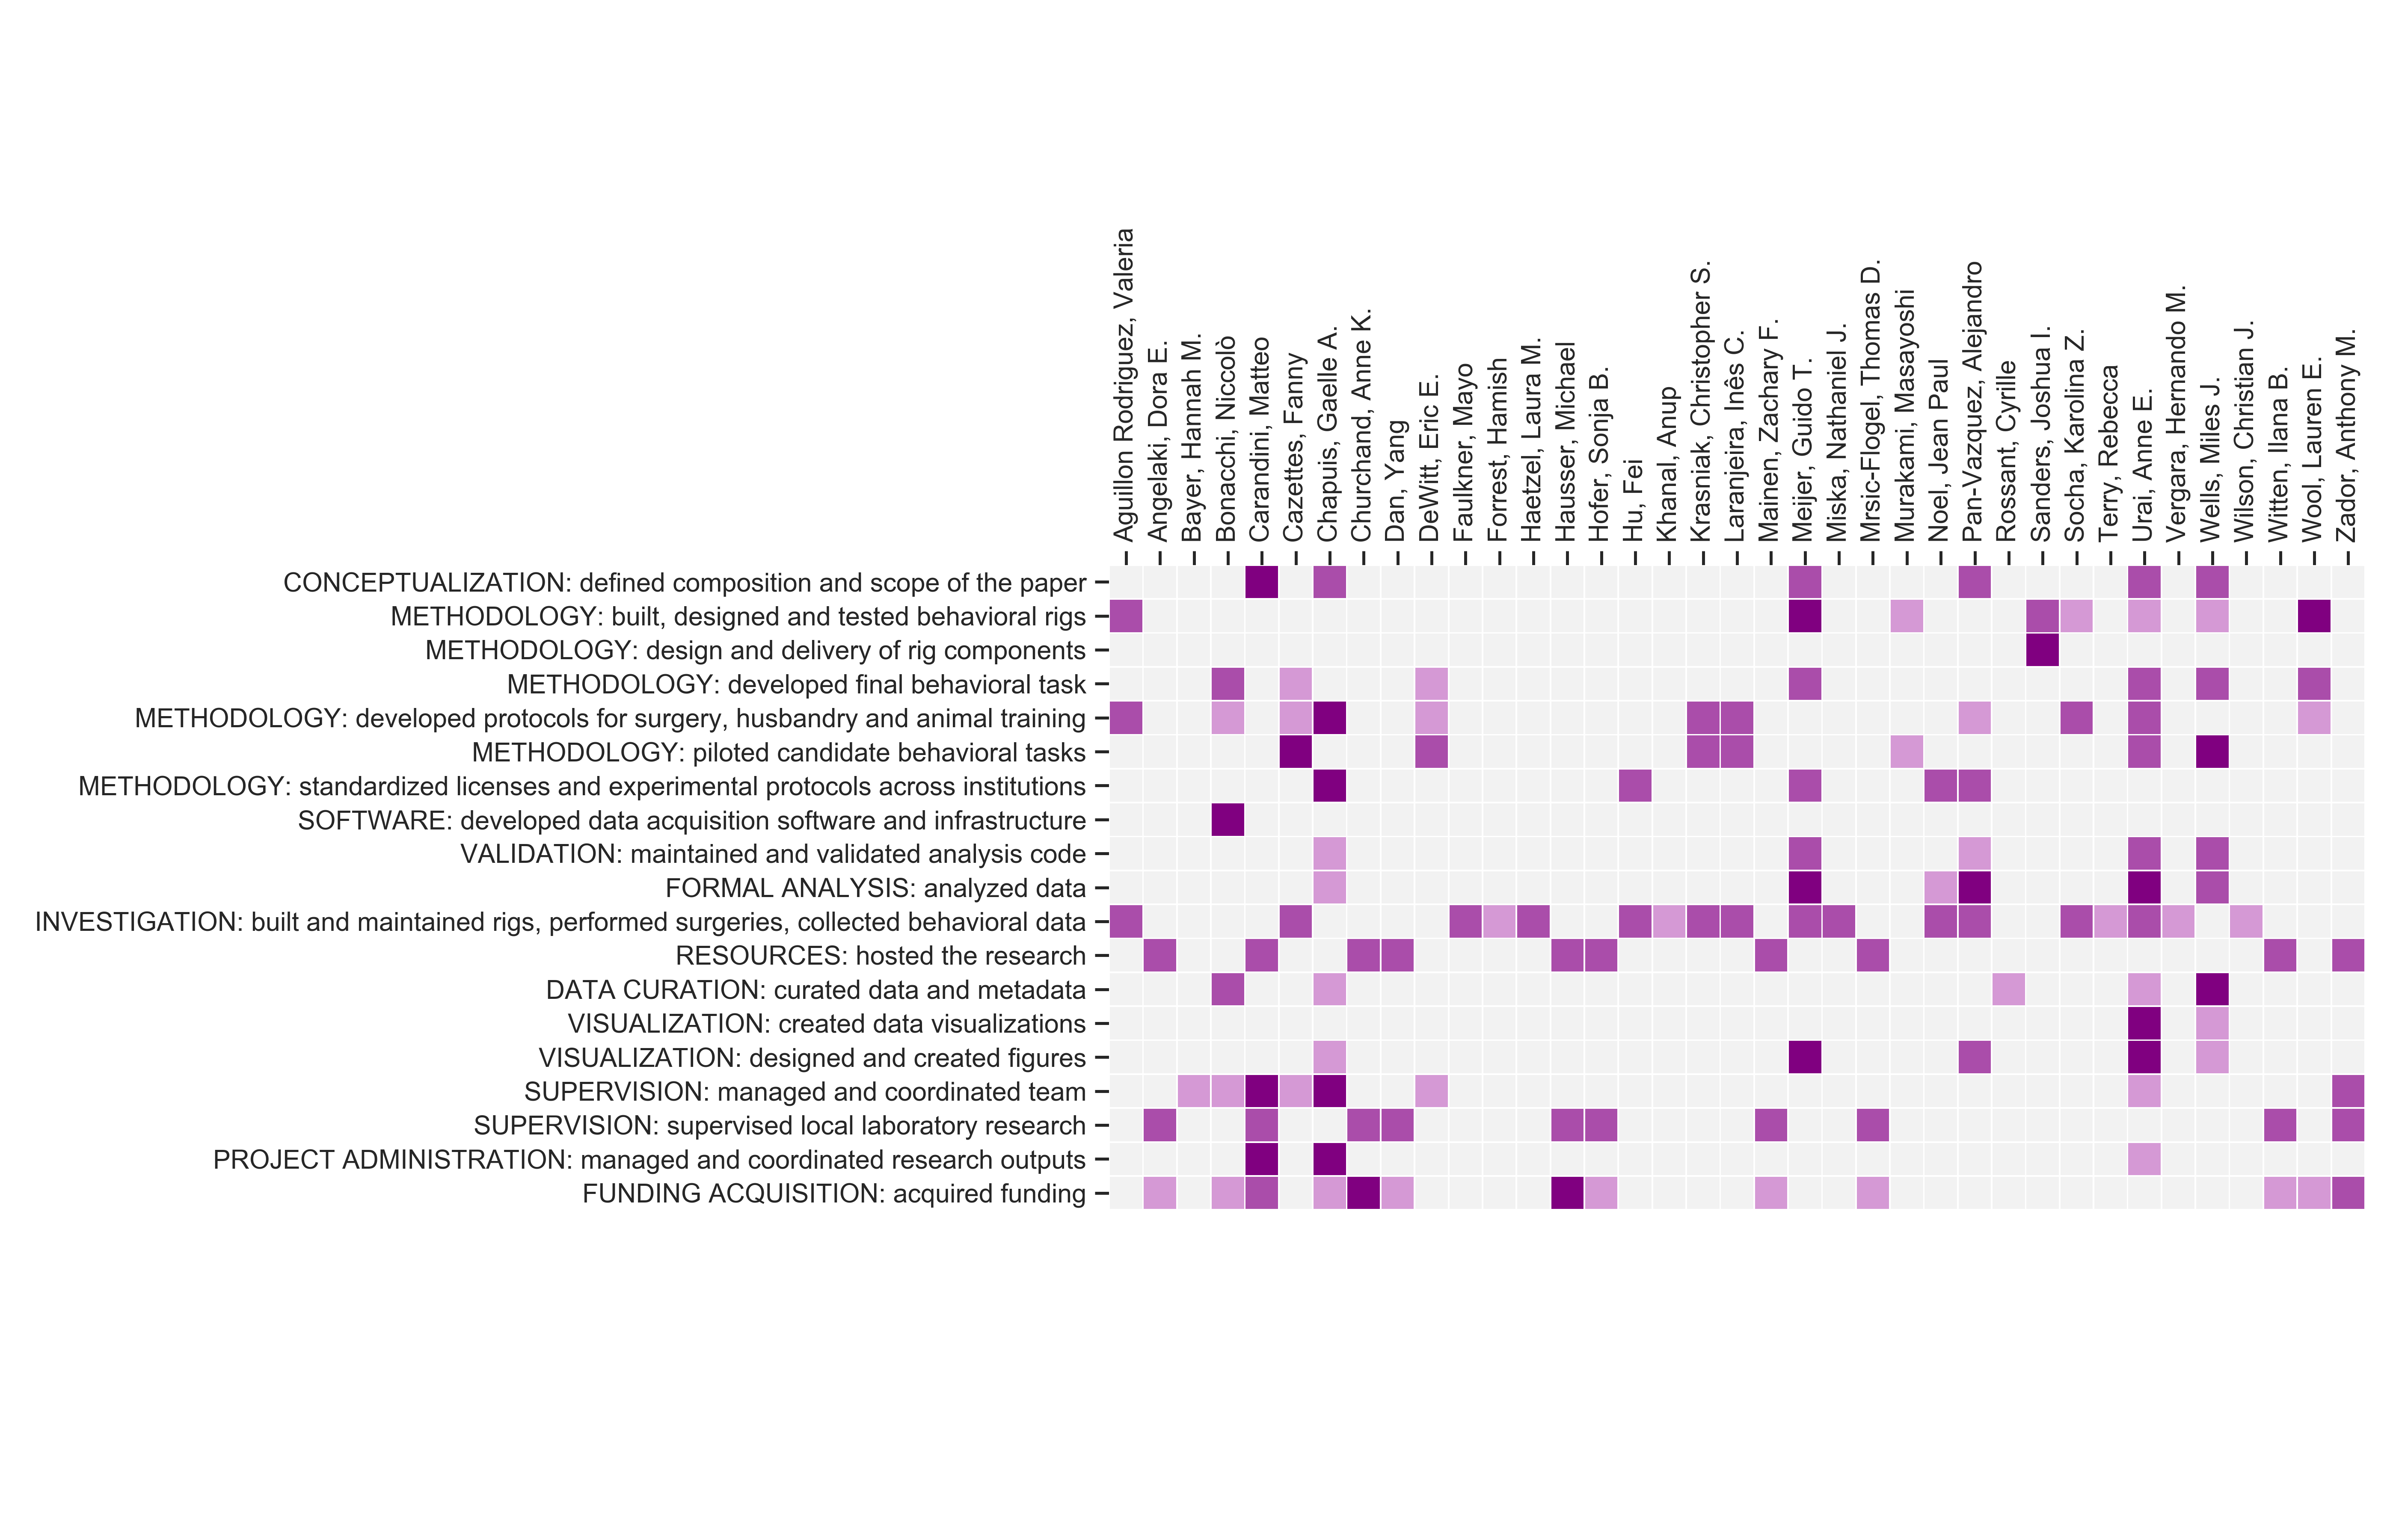 Aguillon Rodriguez, Valeria
Angelaki, Dora E.
Bayer, Hannah M.
Bonacchi, Niccolò
Carandini, Matteo
Cazettes, Fanny
Chapuis, Gaelle A.
Churchand, Anne K.
Dan, Yang
DeWitt, Eric E.
Faulkner, Mayo
Forrest, Hamish
Haetzel, Laura M.
Hausser, Michael
Hofer, Sonja B.
Hu, Fei
Khanal, Anup
Krasniak, Christopher S.
Laranjeira, Inês C.
Mainen, Zachary F.
Meijer, Guido T.
Miska, Nathaniel J.
Mrsic-Flogel, Thomas D.
Murakami, Masayoshi
Noel, Jean Paul
Pan-Vazquez, Alejandro
Rossant, Cyrille
Sanders, Joshua I.
Socha, Karolina Z.
Terry, Rebecca
Urai, Anne E.
Vergara, Hernando M.
Wells, Miles J.
Wilson, Christian J.
Witten, Ilana B.
Wool, Lauren E.
Zador, Anthony M.
CONCEPTUALIZATION: defined composition and scope of the paper
METHODOLOGY: built, designed and tested behavioral rigs
METHODOLOGY: design and delivery of rig components
METHODOLOGY: developed final behavioral task
METHODOLOGY: developed protocols for surgery, husbandry and animal training
METHODOLOGY: piloted candidate behavioral tasks
METHODOLOGY: standardized licenses and experimental protocols across institutions
SOFTWARE: developed data acquisition software and infrastructure
VALIDATION: maintained and validated analysis code
FORMAL ANALYSIS: analyzed data
INVESTIGATION: built and maintained rigs, performed surgeries, collected behavioral data
RESOURCES: hosted the research
DATA CURATION: curated data and metadata
VISUALIZATION: created data visualizations
VISUALIZATION: designed and created figures
SUPERVISION: managed and coordinated team
SUPERVISION: supervised local laboratory research
PROJECT ADMINISTRATION: managed and coordinated research outputs
FUNDING ACQUISITION: acquired funding